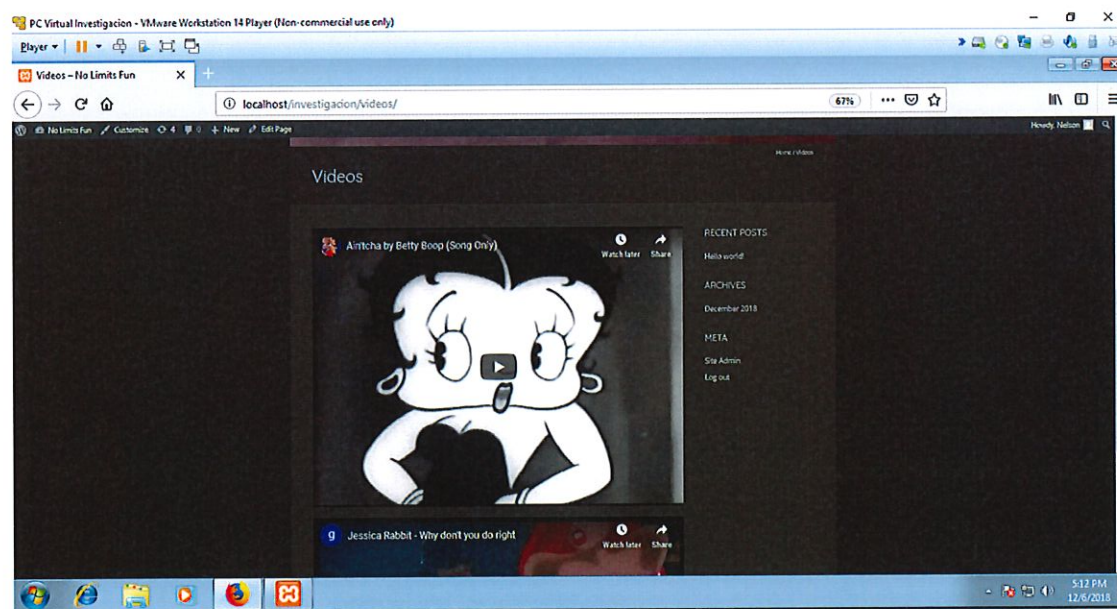 PC Virtual Investigacion - VMware Workstation 14 Player (Non-commercial use only)
Player
Videos – No Limits Fun
localhost/investigacion/videos/
67%
No Limits Fun Customize 4 0 + New Edit Page
Howdy, Nelson
Home / Videos
Videos
Ain'tcha by Betty Boop (Song Only)
Watch later
Share
RECENT POSTS
Hello world!
ARCHIVES
December 2018
META
Site Admin
Log out
g
Jessica Rabbit - Why don't you do right
Watch later
Share
5:12 PM
12/6/2018